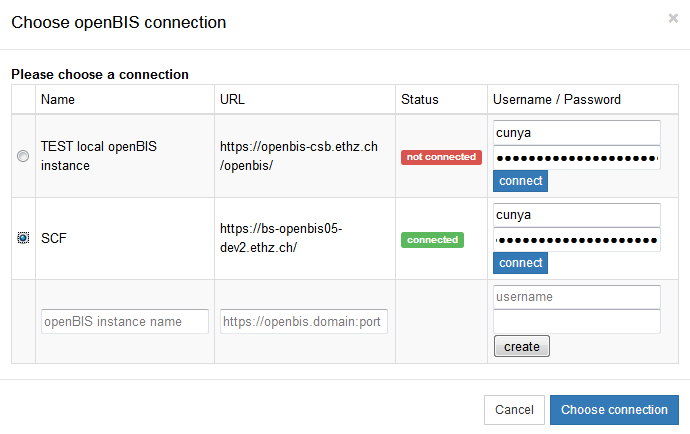 Choose openBIS connection
×
Please choose a connection
Name
URL
Status
Username / Password
TEST local openBIS
instance
https://openbis-csb.ethz.ch
/openbis/
not connected
cunya
••••••••••••••••••••••
connect
SCF
https://bs-openbis05-
dev2.ethz.ch/
connected
cunya
••••••••••••••••••••••
connect
openBIS instance name
https://openbis.domain:port
username
create
Cancel
Choose connection